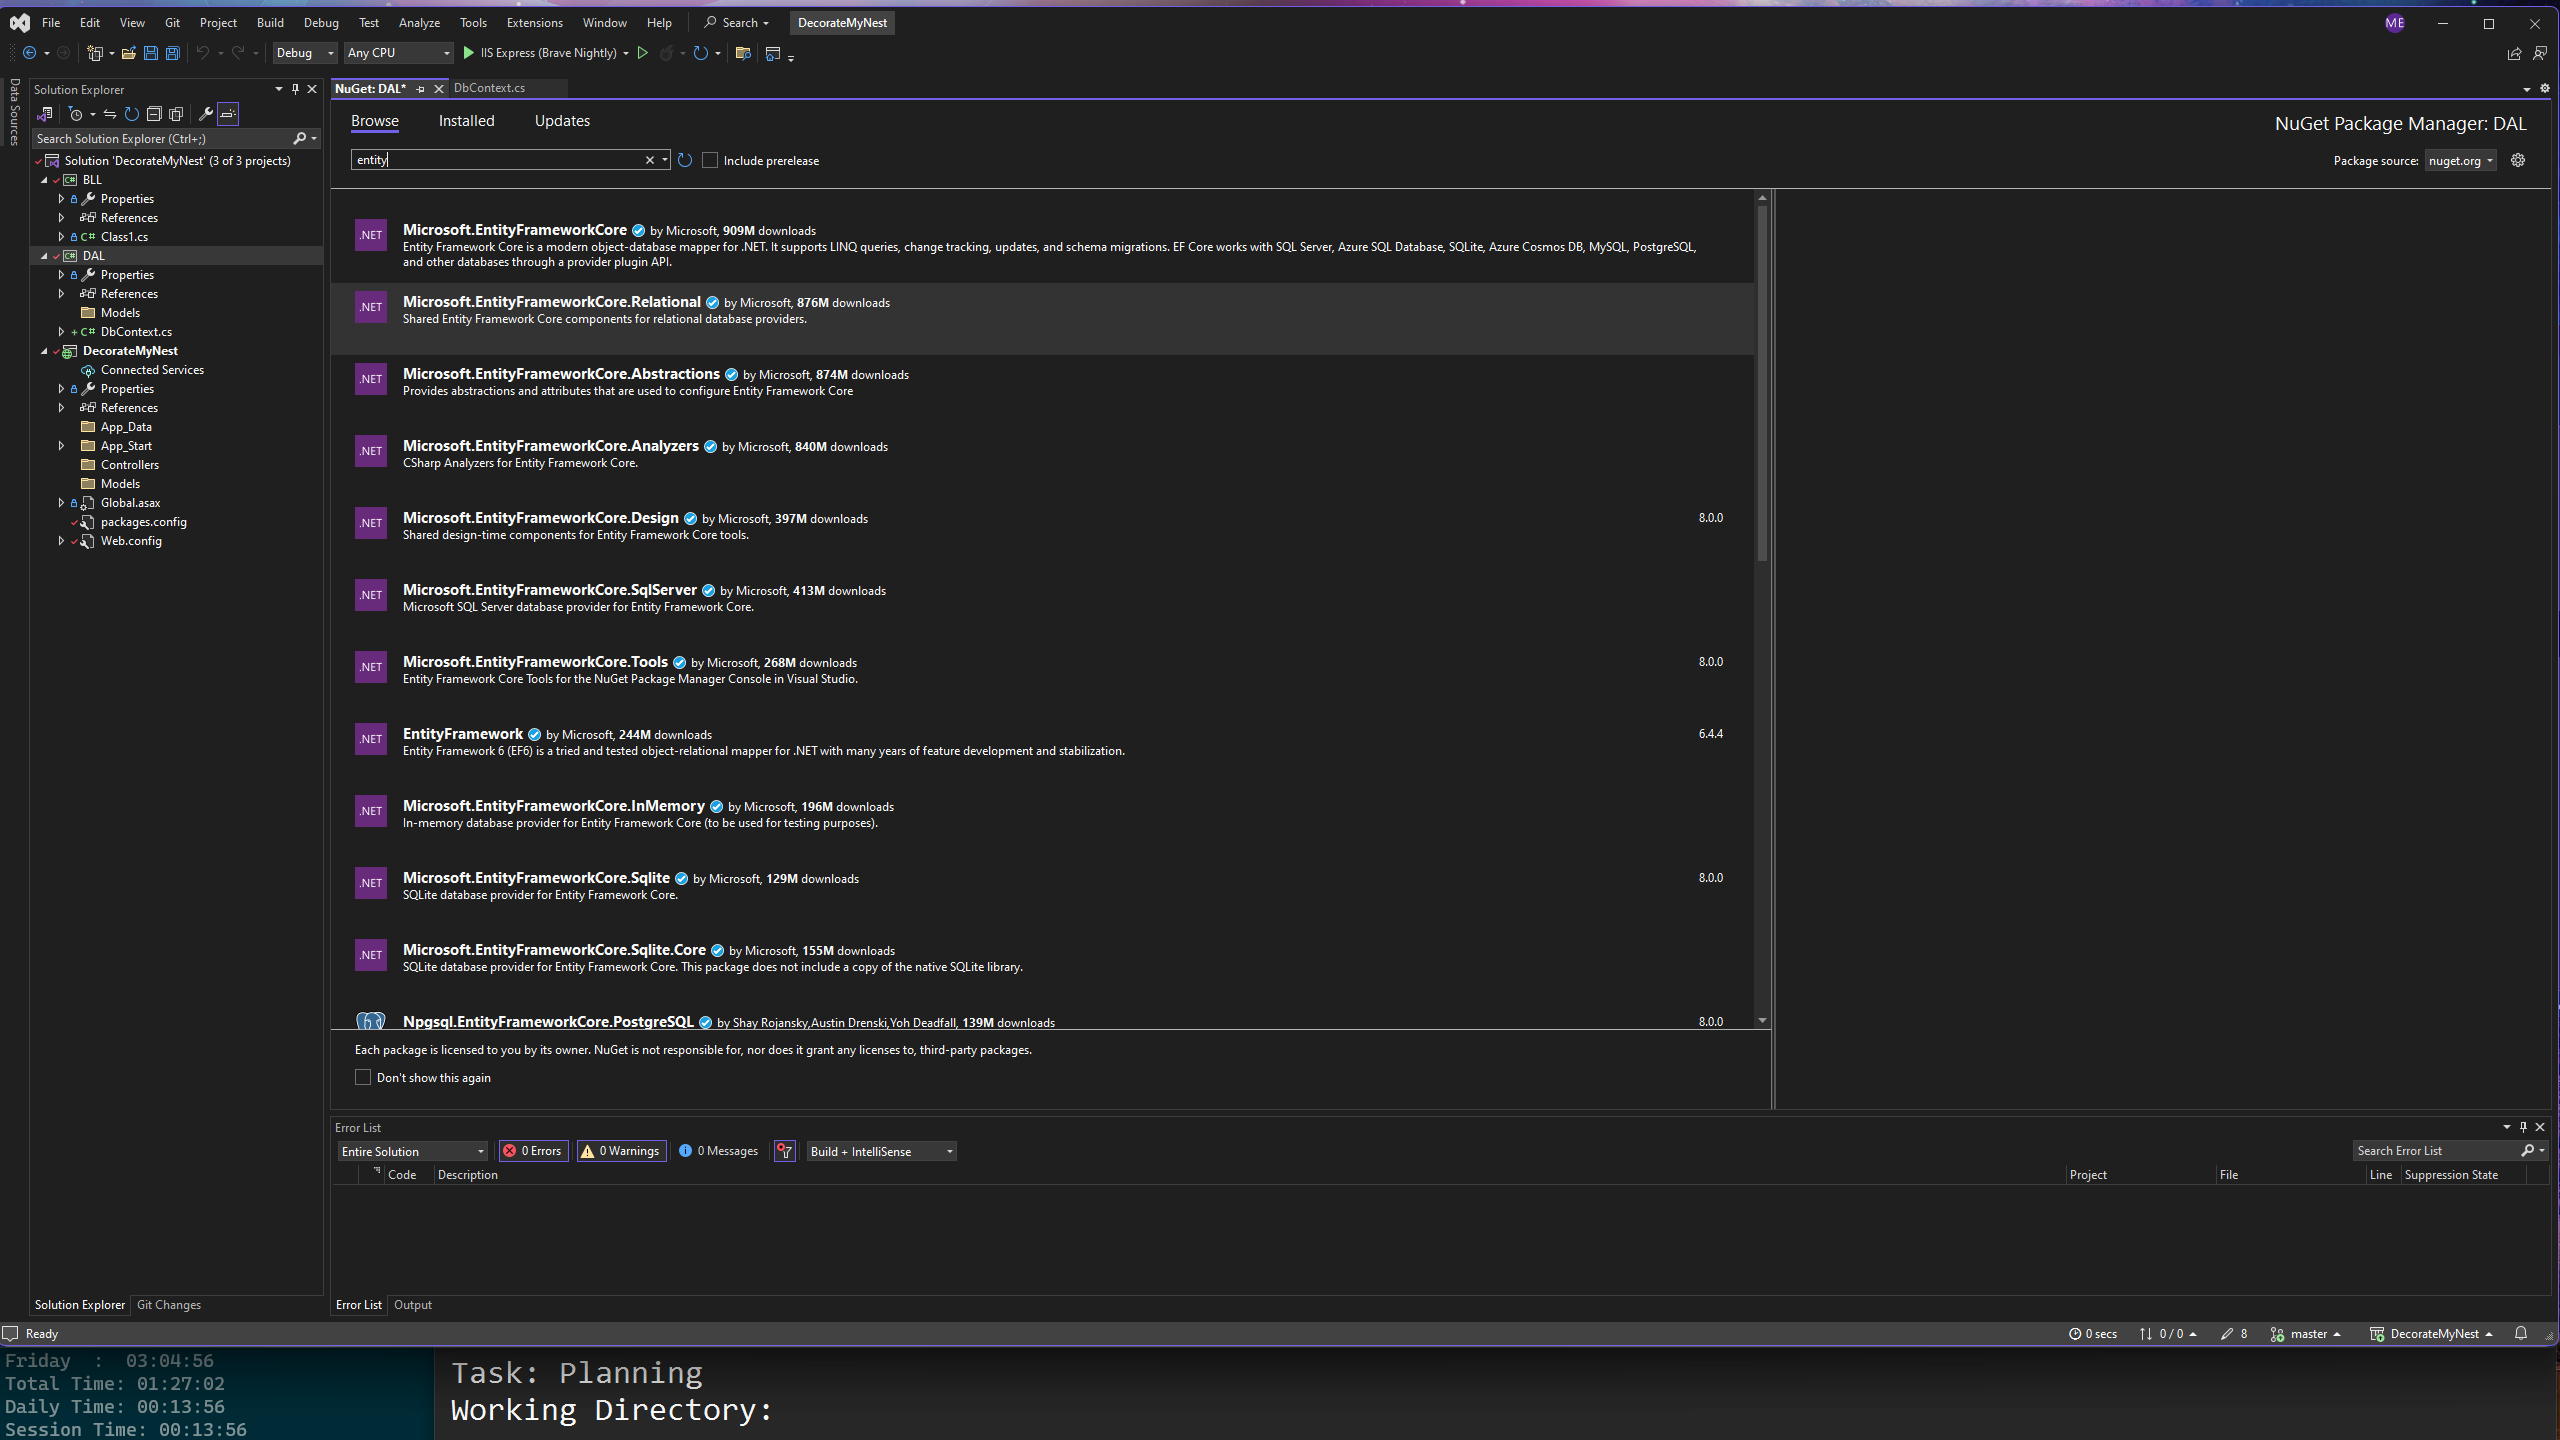 File Edit View Git Project Build Debug Test Analyze Tools Extensions Window Help Search DecorateMyNest ME
Debug Any CPU IIS Express (Brave Nightly)
Data Sources
Solution Explorer
Search Solution Explorer (Ctrl+;)
Solution 'DecorateMyNest' (3 of 3 projects)
BLL
Properties
References
C# Class1.cs
DAL
Properties
References
Models
C# DbContext.cs
DecorateMyNest
Connected Services
Properties
References
App_Data
App_Start
Controllers
Models
Global.asax
packages.config
Web.config
Solution Explorer Git Changes
NuGet: DAL* DbContext.cs
Browse Installed Updates
NuGet Package Manager: DAL
entity Include prerelease
Package source: nuget.org
.NET Microsoft.EntityFrameworkCore by Microsoft, 909M downloads
Entity Framework Core is a modern object-database mapper for .NET. It supports LINQ queries, change tracking, updates, and schema migrations. EF Core works with SQL Server, Azure SQL Database, SQLite, Azure Cosmos DB, MySQL, PostgreSQL,
and other databases through a provider plugin API.
.NET Microsoft.EntityFrameworkCore.Relational by Microsoft, 876M downloads
Shared Entity Framework Core components for relational database providers.
.NET Microsoft.EntityFrameworkCore.Abstractions by Microsoft, 874M downloads
Provides abstractions and attributes that are used to configure Entity Framework Core
.NET Microsoft.EntityFrameworkCore.Analyzers by Microsoft, 840M downloads
CSharp Analyzers for Entity Framework Core.
.NET Microsoft.EntityFrameworkCore.Design by Microsoft, 397M downloads 8.0.0
Shared design-time components for Entity Framework Core tools.
.NET Microsoft.EntityFrameworkCore.SqlServer by Microsoft, 413M downloads
Microsoft SQL Server database provider for Entity Framework Core.
.NET Microsoft.EntityFrameworkCore.Tools by Microsoft, 268M downloads 8.0.0
Entity Framework Core Tools for the NuGet Package Manager Console in Visual Studio.
.NET EntityFramework by Microsoft, 244M downloads 6.4.4
Entity Framework 6 (EF6) is a tried and tested object-relational mapper for .NET with many years of feature development and stabilization.
.NET Microsoft.EntityFrameworkCore.InMemory by Microsoft, 196M downloads
In-memory database provider for Entity Framework Core (to be used for testing purposes).
.NET Microsoft.EntityFrameworkCore.Sqlite by Microsoft, 129M downloads 8.0.0
SQLite database provider for Entity Framework Core.
.NET Microsoft.EntityFrameworkCore.Sqlite.Core by Microsoft, 155M downloads
SQLite database provider for Entity Framework Core. This package does not include a copy of the native SQLite library.
Npgsql.EntityFrameworkCore.PostgreSQL by Shay Rojansky,Austin Drenski,Yoh Deadfall, 139M downloads 8.0.0
Each package is licensed to you by its owner. NuGet is not responsible for, nor does it grant any licenses to, third-party packages.
Don't show this again
Error List
Entire Solution 0 Errors 0 Warnings 0 Messages Build + IntelliSense Search Error List
Code Description Project File Line Suppression State
Error List Output
Ready 0 secs 0 / 0 8 master DecorateMyNest
Friday : 03:04:56
Total Time: 01:27:02
Daily Time: 00:13:56
Session Time: 00:13:56
Task: Planning
Working Directory: